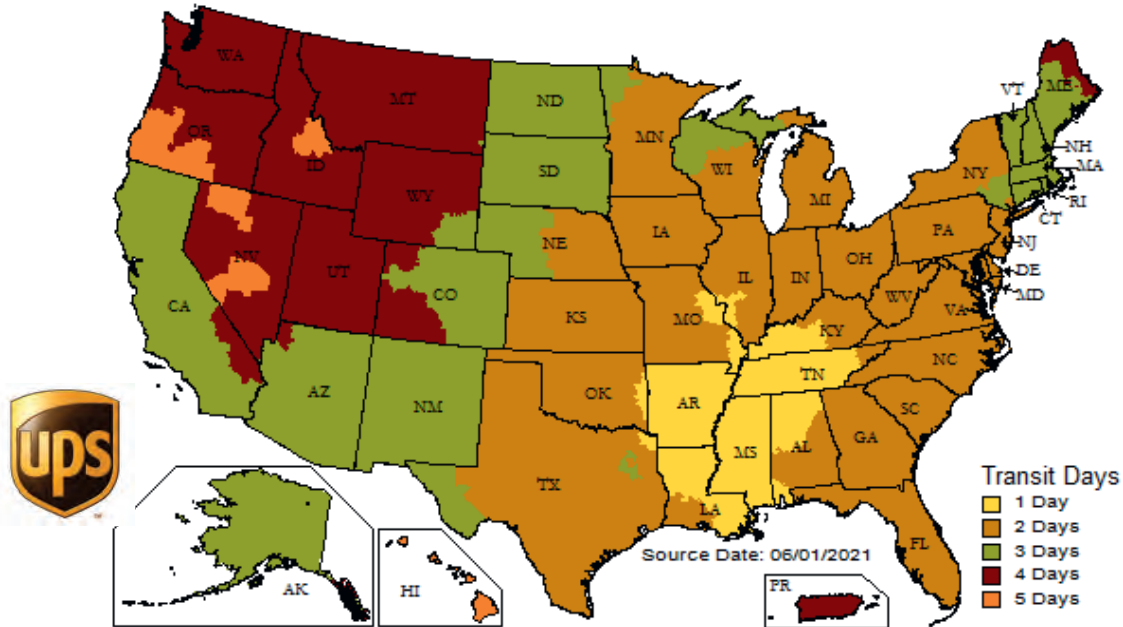 WA
MT
ND
MN
VT
ME
OR
ID
WY
SD
WI
MI
NY
NH
MA
RI
CT
NV
UT
CO
NE
IA
IL
IN
OH
PA
NJ
DE
MD
CA
KS
MO
KY
WV
VA
AZ
NM
OK
AR
TN
NC
SC
TX
LA
MS
AL
GA
FL
ups
AK
HI
PR
Source Date: 06/01/2021
Transit Days
1 Day
2 Days
3 Days
4 Days
5 Days